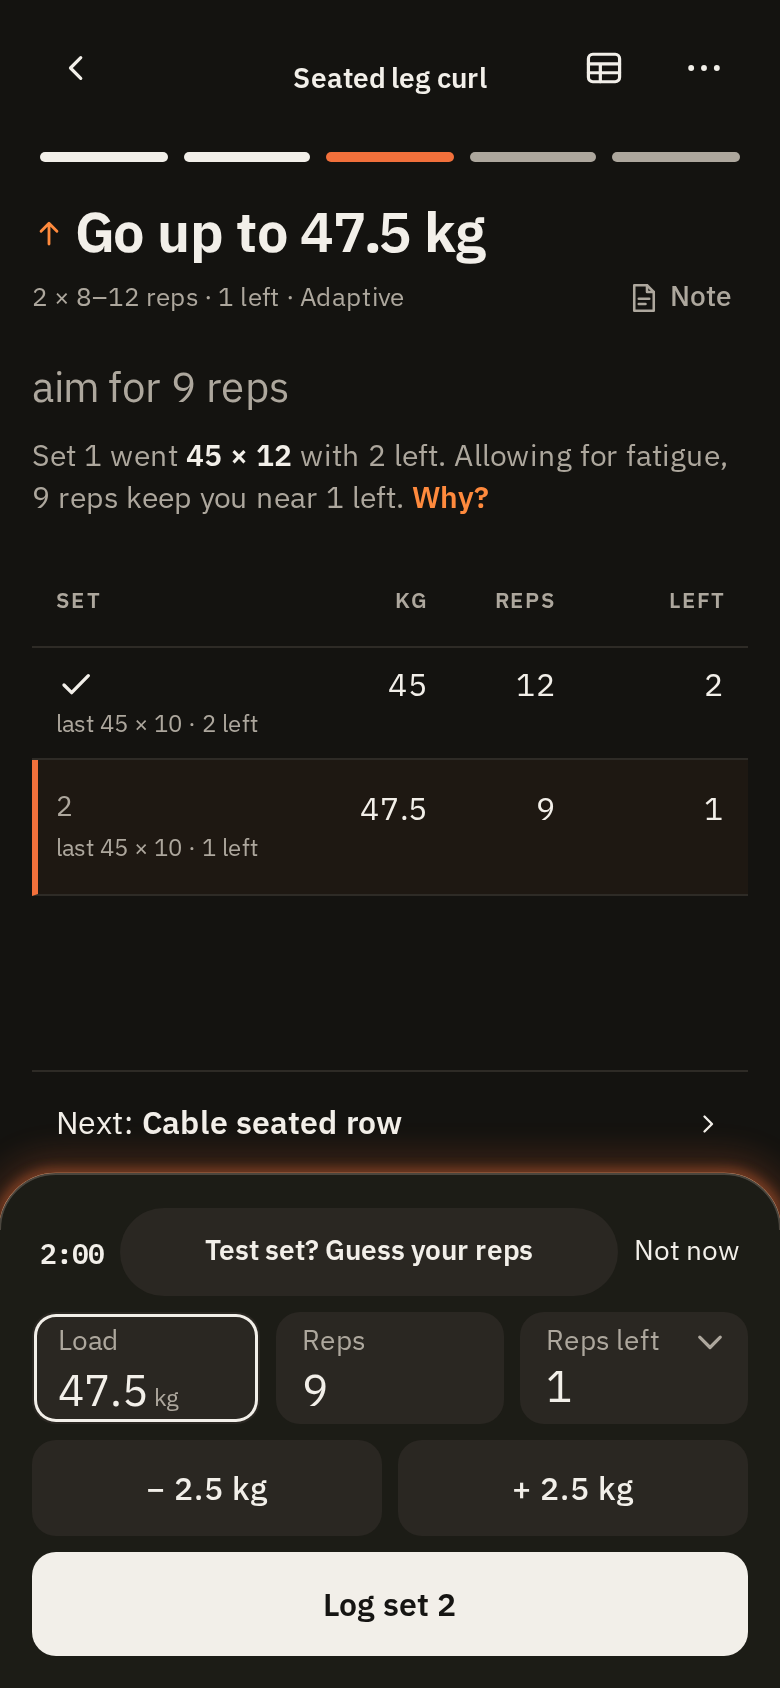 Seated leg curl
↑ Go up to 47.5 kg
2 × 8–12 reps · 1 left · Adaptive
Note
aim for 9 reps
Set 1 went 45 × 12 with 2 left. Allowing for fatigue,
9 reps keep you near 1 left. Why?
SET KG REPS LEFT
✓ 45 12 2
last 45 × 10 · 2 left
2 47.5 9 1
last 45 × 10 · 1 left
Next: Cable seated row
2:00 Test set? Guess your reps Not now
Load Reps Reps left
47.5 kg 9 1
− 2.5 kg + 2.5 kg
Log set 2